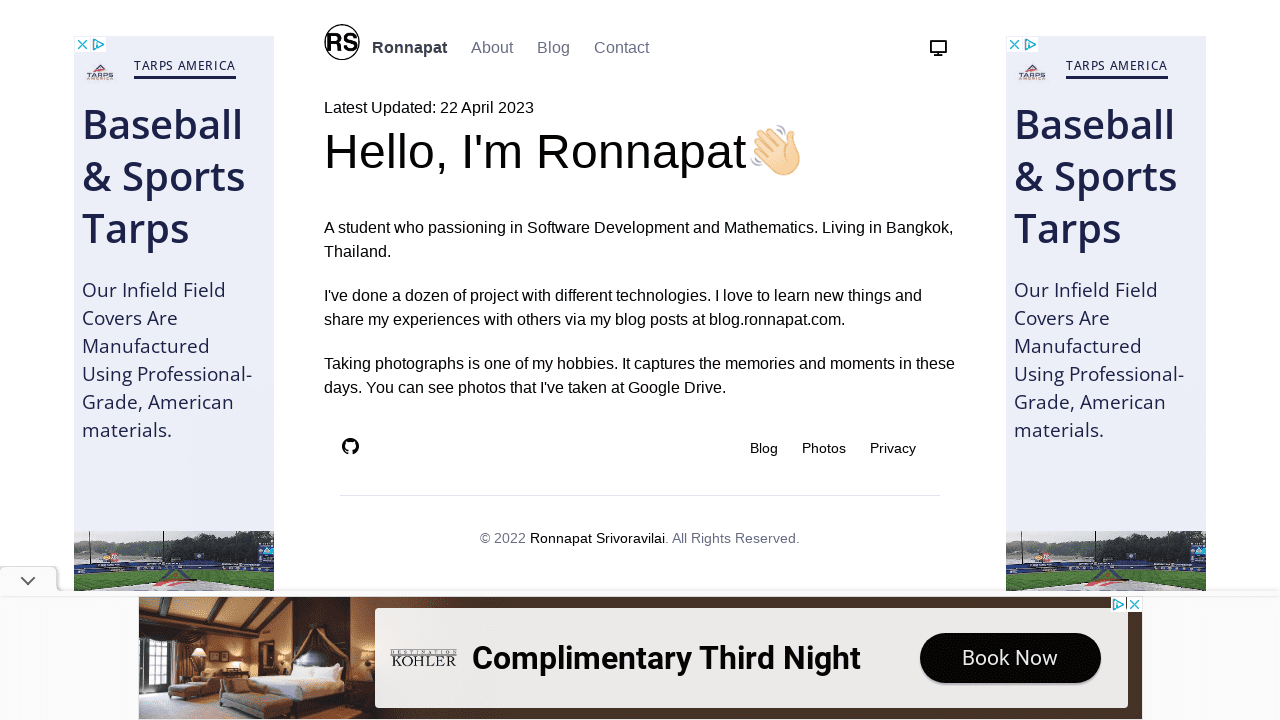 RS
Ronnapat About Blog Contact
Latest Updated: 22 April 2023
Hello, I'm Ronnapat👋🏻
A student who passioning in Software Development and Mathematics. Living in Bangkok,
Thailand.
I've done a dozen of project with different technologies. I love to learn new things and
share my experiences with others via my blog posts at blog.ronnapat.com.
Taking photographs is one of my hobbies. It captures the memories and moments in these
days. You can see photos that I've taken at Google Drive.
Blog Photos Privacy
© 2022 Ronnapat Srivoravilai. All Rights Reserved.
TARPS AMERICA
TARPS AMERICA
Baseball
& Sports
Tarps
Our Infield Field
Covers Are
Manufactured
Using Professional-
Grade, American
materials.
TARPS AMERICA
TARPS AMERICA
Baseball
& Sports
Tarps
Our Infield Field
Covers Are
Manufactured
Using Professional-
Grade, American
materials.
DESTINATION
KOHLER
Complimentary Third Night
Book Now